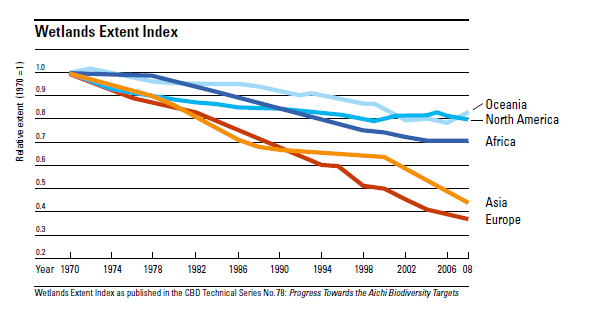 Wetlands Extent Index
Relative extent (1970 = 1)
1.0
0.9
0.8
0.7
0.6
0.5
0.4
0.3
0.2
Oceania
North America
Africa
Asia
Europe
Year 1970 1974 1978 1982 1986 1990 1994 1998 2002 2006 08
Wetlands Extent Index as published in the CBD Technical Series No.78: Progress Towards the Aichi Biodiversity Targets